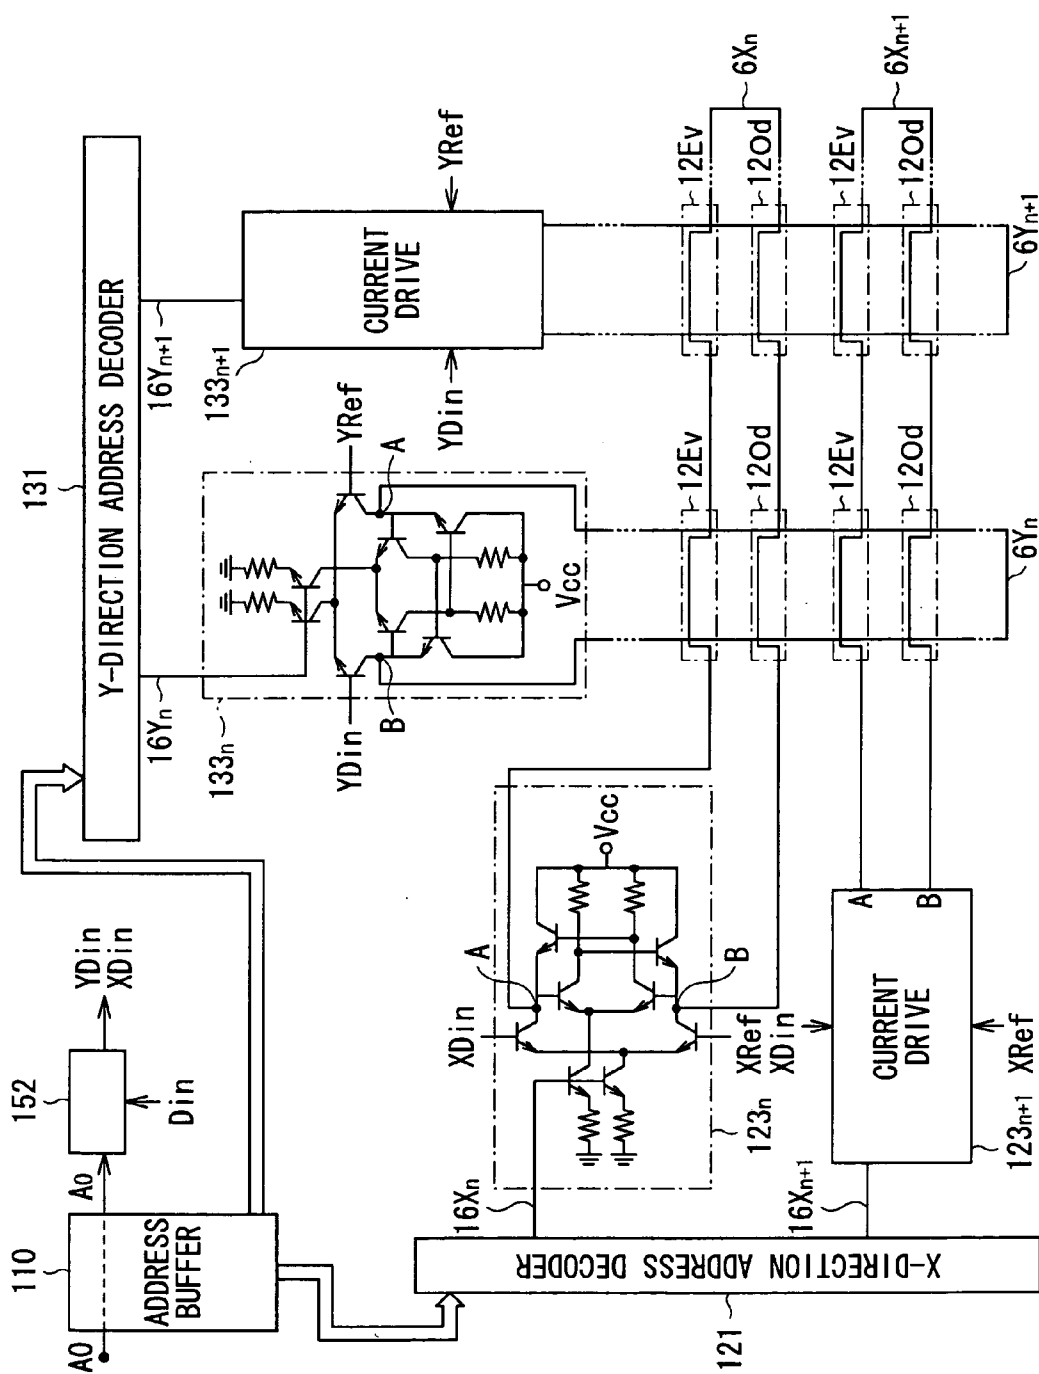 A0
110
ADDRESS
BUFFER
A0
152
Din
YDin
XDin
131
Y-DIRECTION ADDRESS DECODER
16Yn
16Yn+1
133n
YDin
YRef
A
B
Vcc
133n+1
CURRENT
DRIVE
YDin
YRef
121
X-DIRECTION ADDRESS DECODER
16Xn
XDin
A
Vcc
B
XRef
123n
16Xn+1
XDin
CURRENT
DRIVE
A
B
XRef
123n+1
12Ev
12Ev
6Xn
12Od
12Od
12Ev
12Ev
6Xn+1
12Od
12Od
6Yn
6Yn+1